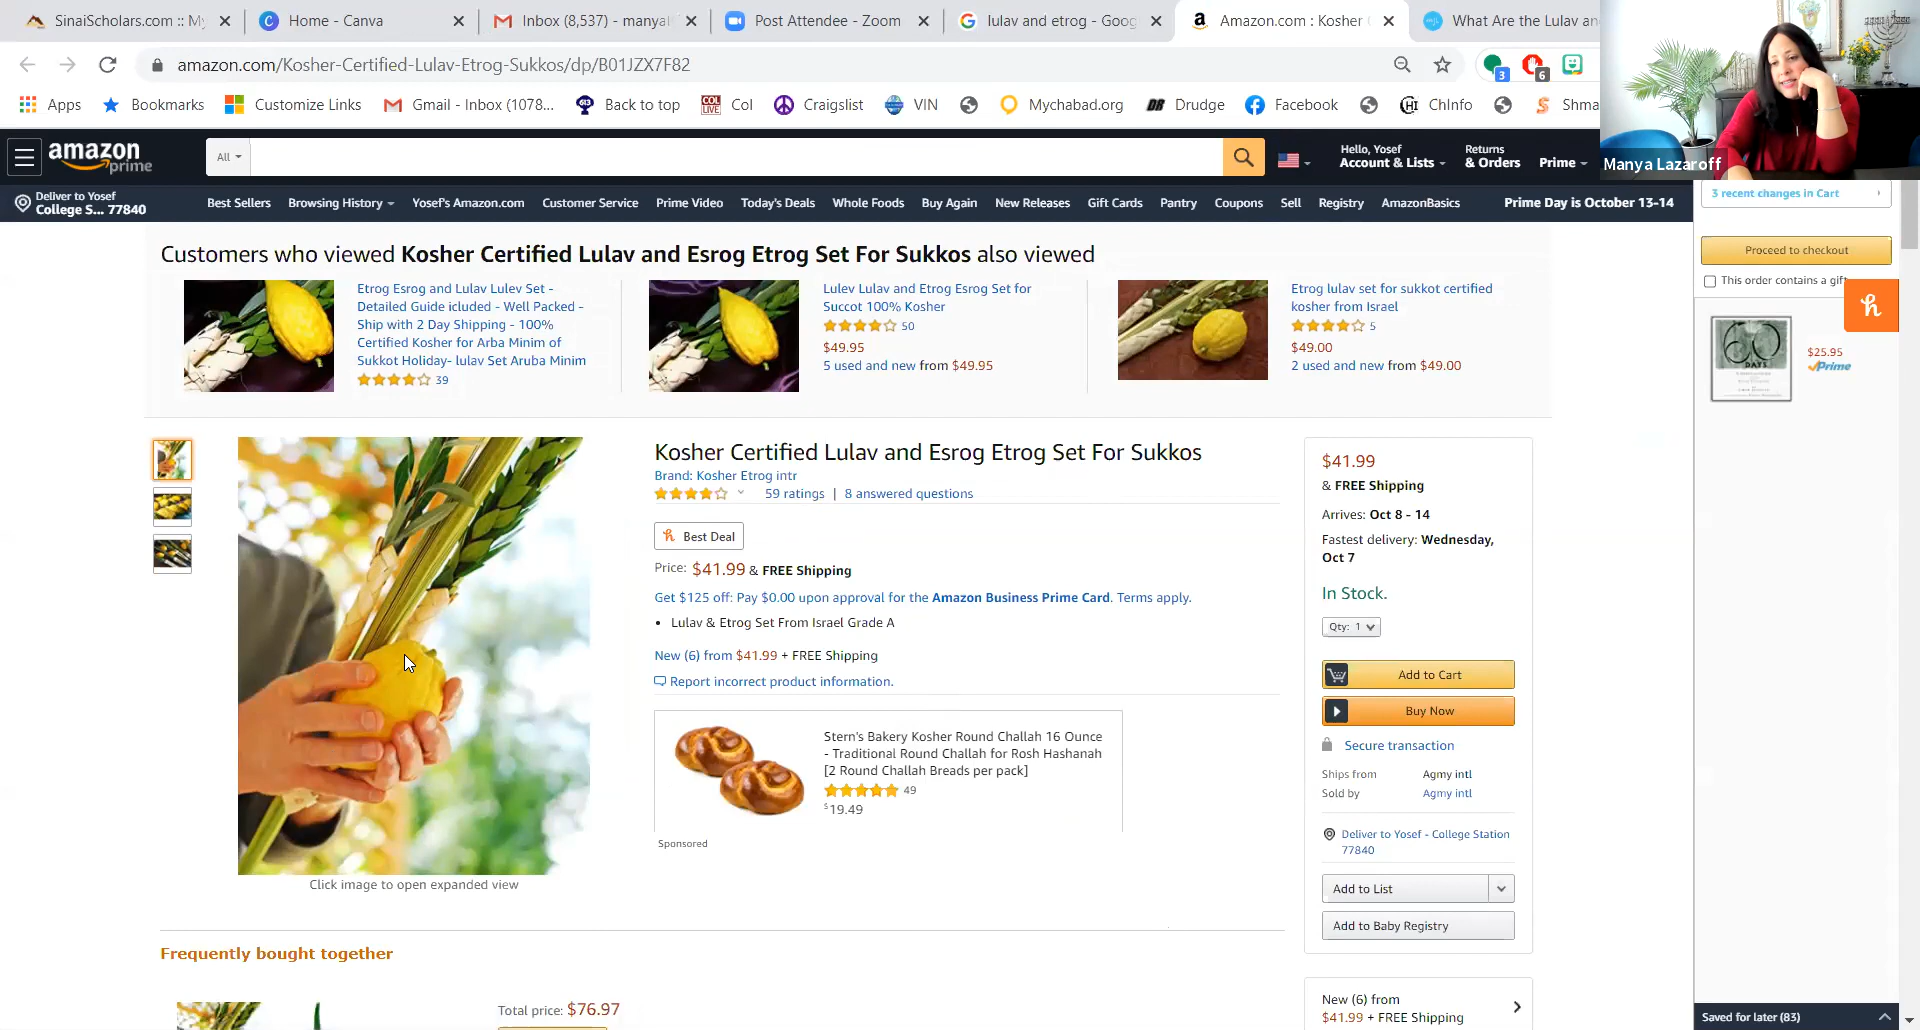 SinaiScholars.com :: My
Home - Canva
Inbox (8,537) - manyal
Post Attendee - Zoom
lulav and etrog - Goog
Amazon.com : Kosher
What Are the Lulav an
amazon.com/Kosher-Certified-Lulav-Etrog-Sukkos/dp/B01JZX7F82
3
6
Apps
Bookmarks
Customize Links
Gmail - Inbox (1078...
Back to top
Col
Craigslist
VIN
Mychabad.org
Drudge
Facebook
ChInfo
Shma
Manya Lazaroff
amazon
prime
All
Hello, Yosef
Account & Lists
Returns
& Orders
Prime
Deliver to Yosef
College S... 77840
Best Sellers
Browsing History
Yosef's Amazon.com
Customer Service
Prime Video
Today's Deals
Whole Foods
Buy Again
New Releases
Gift Cards
Pantry
Coupons
Sell
Registry
AmazonBasics
Prime Day is October 13-14
3 recent changes in Cart
Proceed to checkout
This order contains a gift
$25.95
Prime
Customers who viewed Kosher Certified Lulav and Esrog Etrog Set For Sukkos also viewed
Etrog Esrog and Lulav Lulev Set -
Detailed Guide icluded - Well Packed -
Ship with 2 Day Shipping - 100%
Certified Kosher for Arba Minim of
Sukkot Holiday- lulav Set Aruba Minim
39
Lulev Lulav and Etrog Esrog Set for
Succot 100% Kosher
50
$49.95
5 used and new from $49.95
Etrog lulav set for sukkot certified
kosher from Israel
5
$49.00
2 used and new from $49.00
60
DAYS
Click image to open expanded view
Kosher Certified Lulav and Esrog Etrog Set For Sukkos
Brand: Kosher Etrog intr
59 ratings | 8 answered questions
Best Deal
Price: $41.99 & FREE Shipping
Get $125 off: Pay $0.00 upon approval for the Amazon Business Prime Card. Terms apply.
• Lulav & Etrog Set From Israel Grade A
New (6) from $41.99 + FREE Shipping
Report incorrect product information.
Stern's Bakery Kosher Round Challah 16 Ounce
- Traditional Round Challah for Rosh Hashanah
[2 Round Challah Breads per pack]
49
$19.49
Sponsored
$41.99
& FREE Shipping
Arrives: Oct 8 - 14
Fastest delivery: Wednesday,
Oct 7
In Stock.
Qty: 1
Add to Cart
Buy Now
Secure transaction
Ships from Agmy intl
Sold by Agmy intl
Deliver to Yosef - College Station
77840
Add to List
Add to Baby Registry
New (6) from
$41.99 + FREE Shipping
Frequently bought together
Total price: $76.97
Saved for later (83)